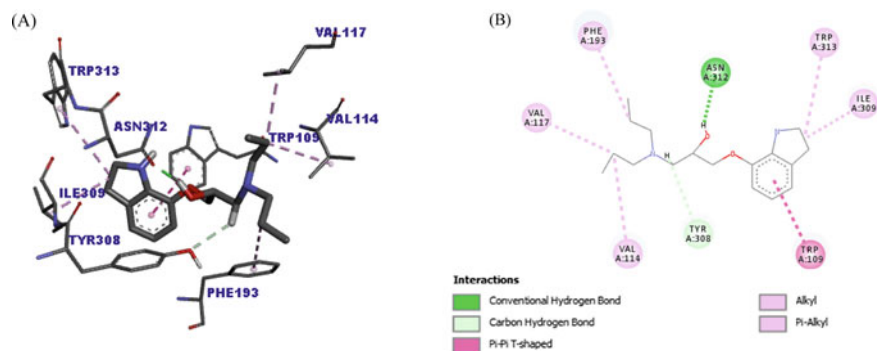 (A)
VAL117
TRP313
VAL114
ASN312
TRP109
ILE309
TYR308
PHE193
(B)
PHE
A:193
ASN
A:312
TRP
A:313
VAL
A:117
ILE
A:309
H
O
N
H
O
N
TYR
A:308
VAL
A:114
TRP
A:109
Interactions
Conventional Hydrogen Bond
Carbon Hydrogen Bond
Pi-Pi T-shaped
Alkyl
Pi-Alkyl